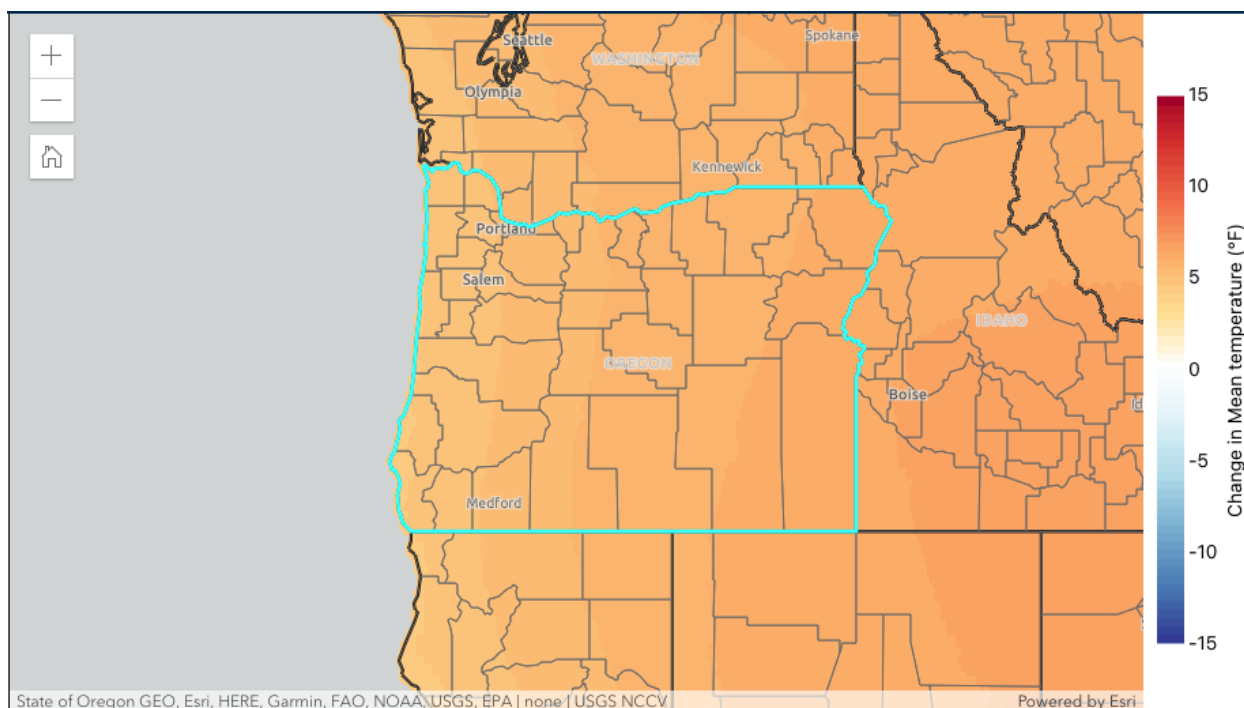 +
−
Seattle
Spokane
WASHINGTON
Olympia
Kennewick
Portland
Salem
IDAHO
OREGON
Boise
Medford
15
10
5
0
-5
-10
-15
Change in Mean temperature (°F)
State of Oregon GEO, Esri, HERE, Garmin, FAO, NOAA, USGS, EPA | none | USGS NCCV
Powered by Esri